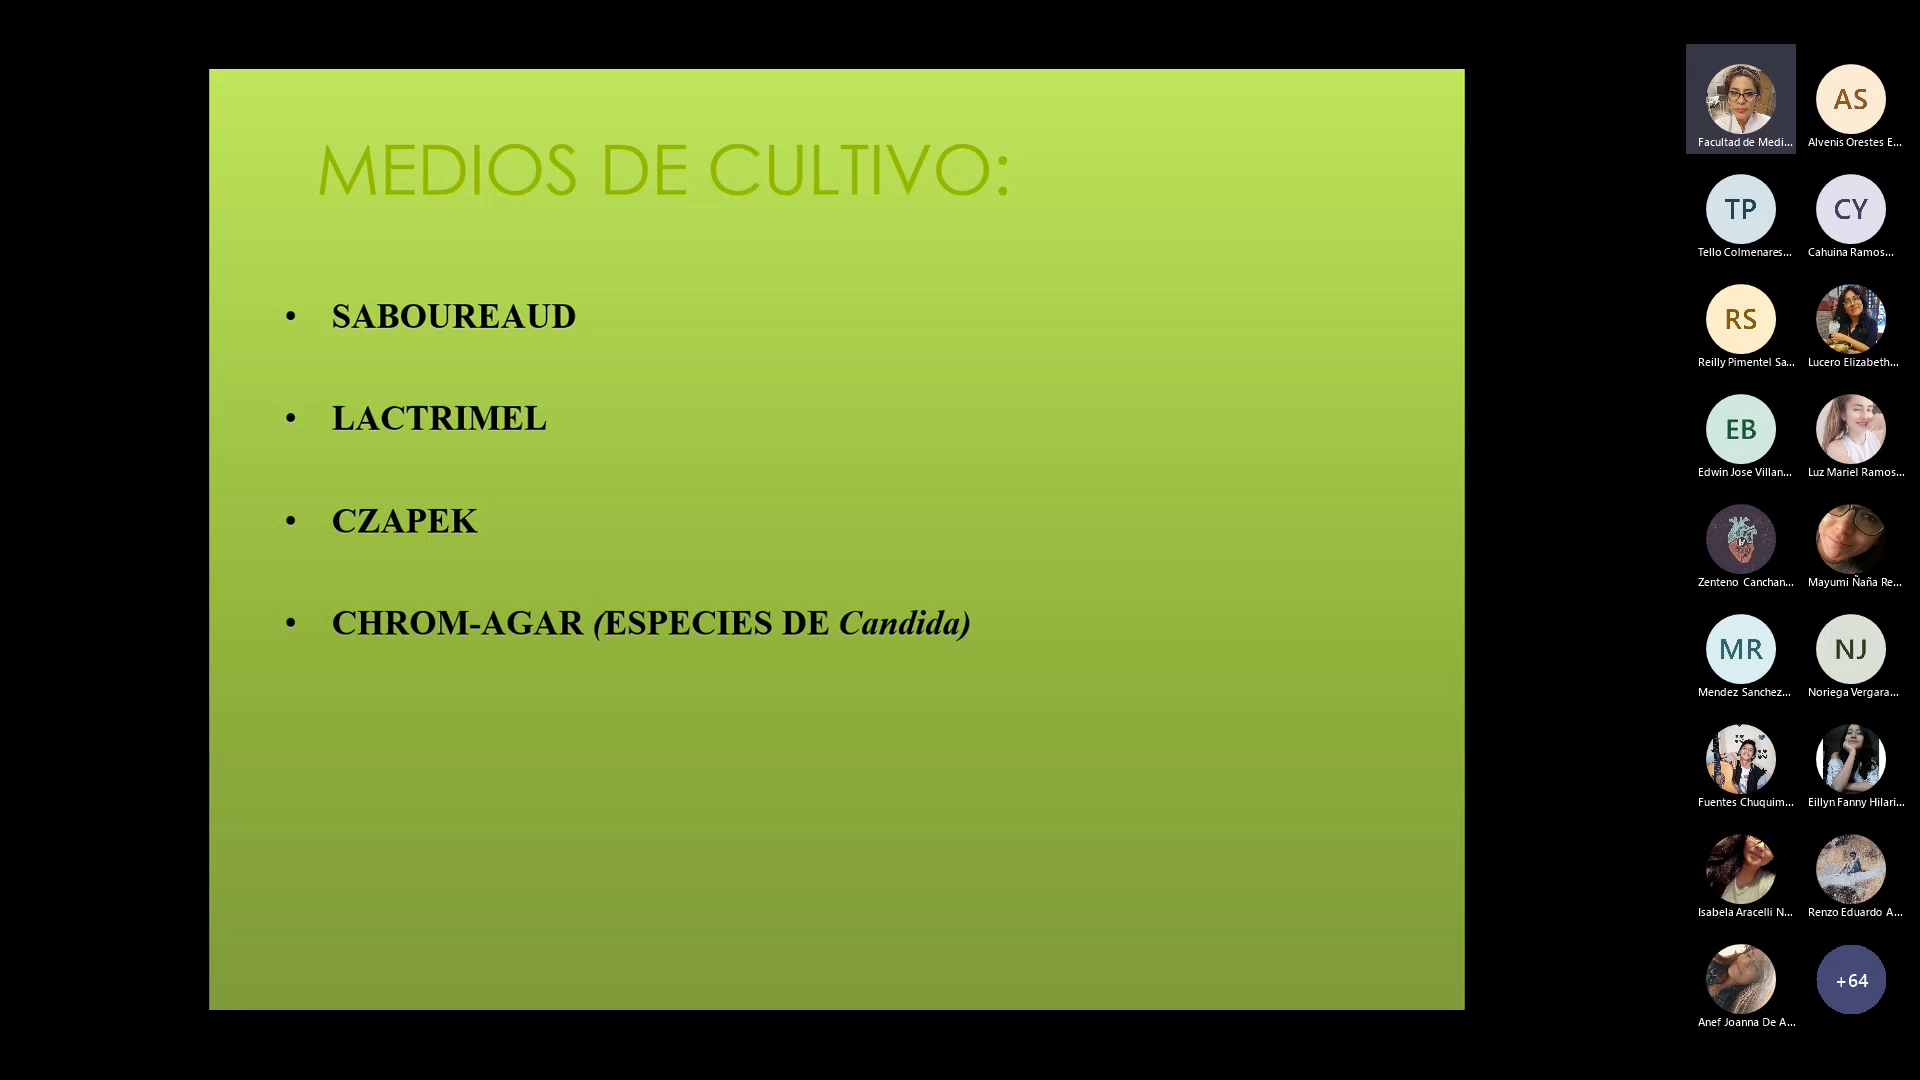 MEDIOS DE CULTIVO:
• SABOUREAUD
• LACTRIMEL
• CZAPEK
• CHROM-AGAR (ESPECIES DE Candida)
Facultad de Medi...
AS
Alvenis Orestes E...
TP
Tello Colmenares...
CY
Cahuina Ramos...
RS
Reilly Pimentel Sa...
Lucero Elizabeth...
EB
Edwin Jose Villan...
Luz Mariel Ramos...
Zenteno Canchan...
Mayumi Ñaña Re...
MR
Mendez Sanchez...
NJ
Noriega Vergara...
Fuentes Chuquim...
Eillyn Fanny Hilari...
Isabela Aracelli N...
Renzo Eduardo A...
Anef Joanna De A...
+64